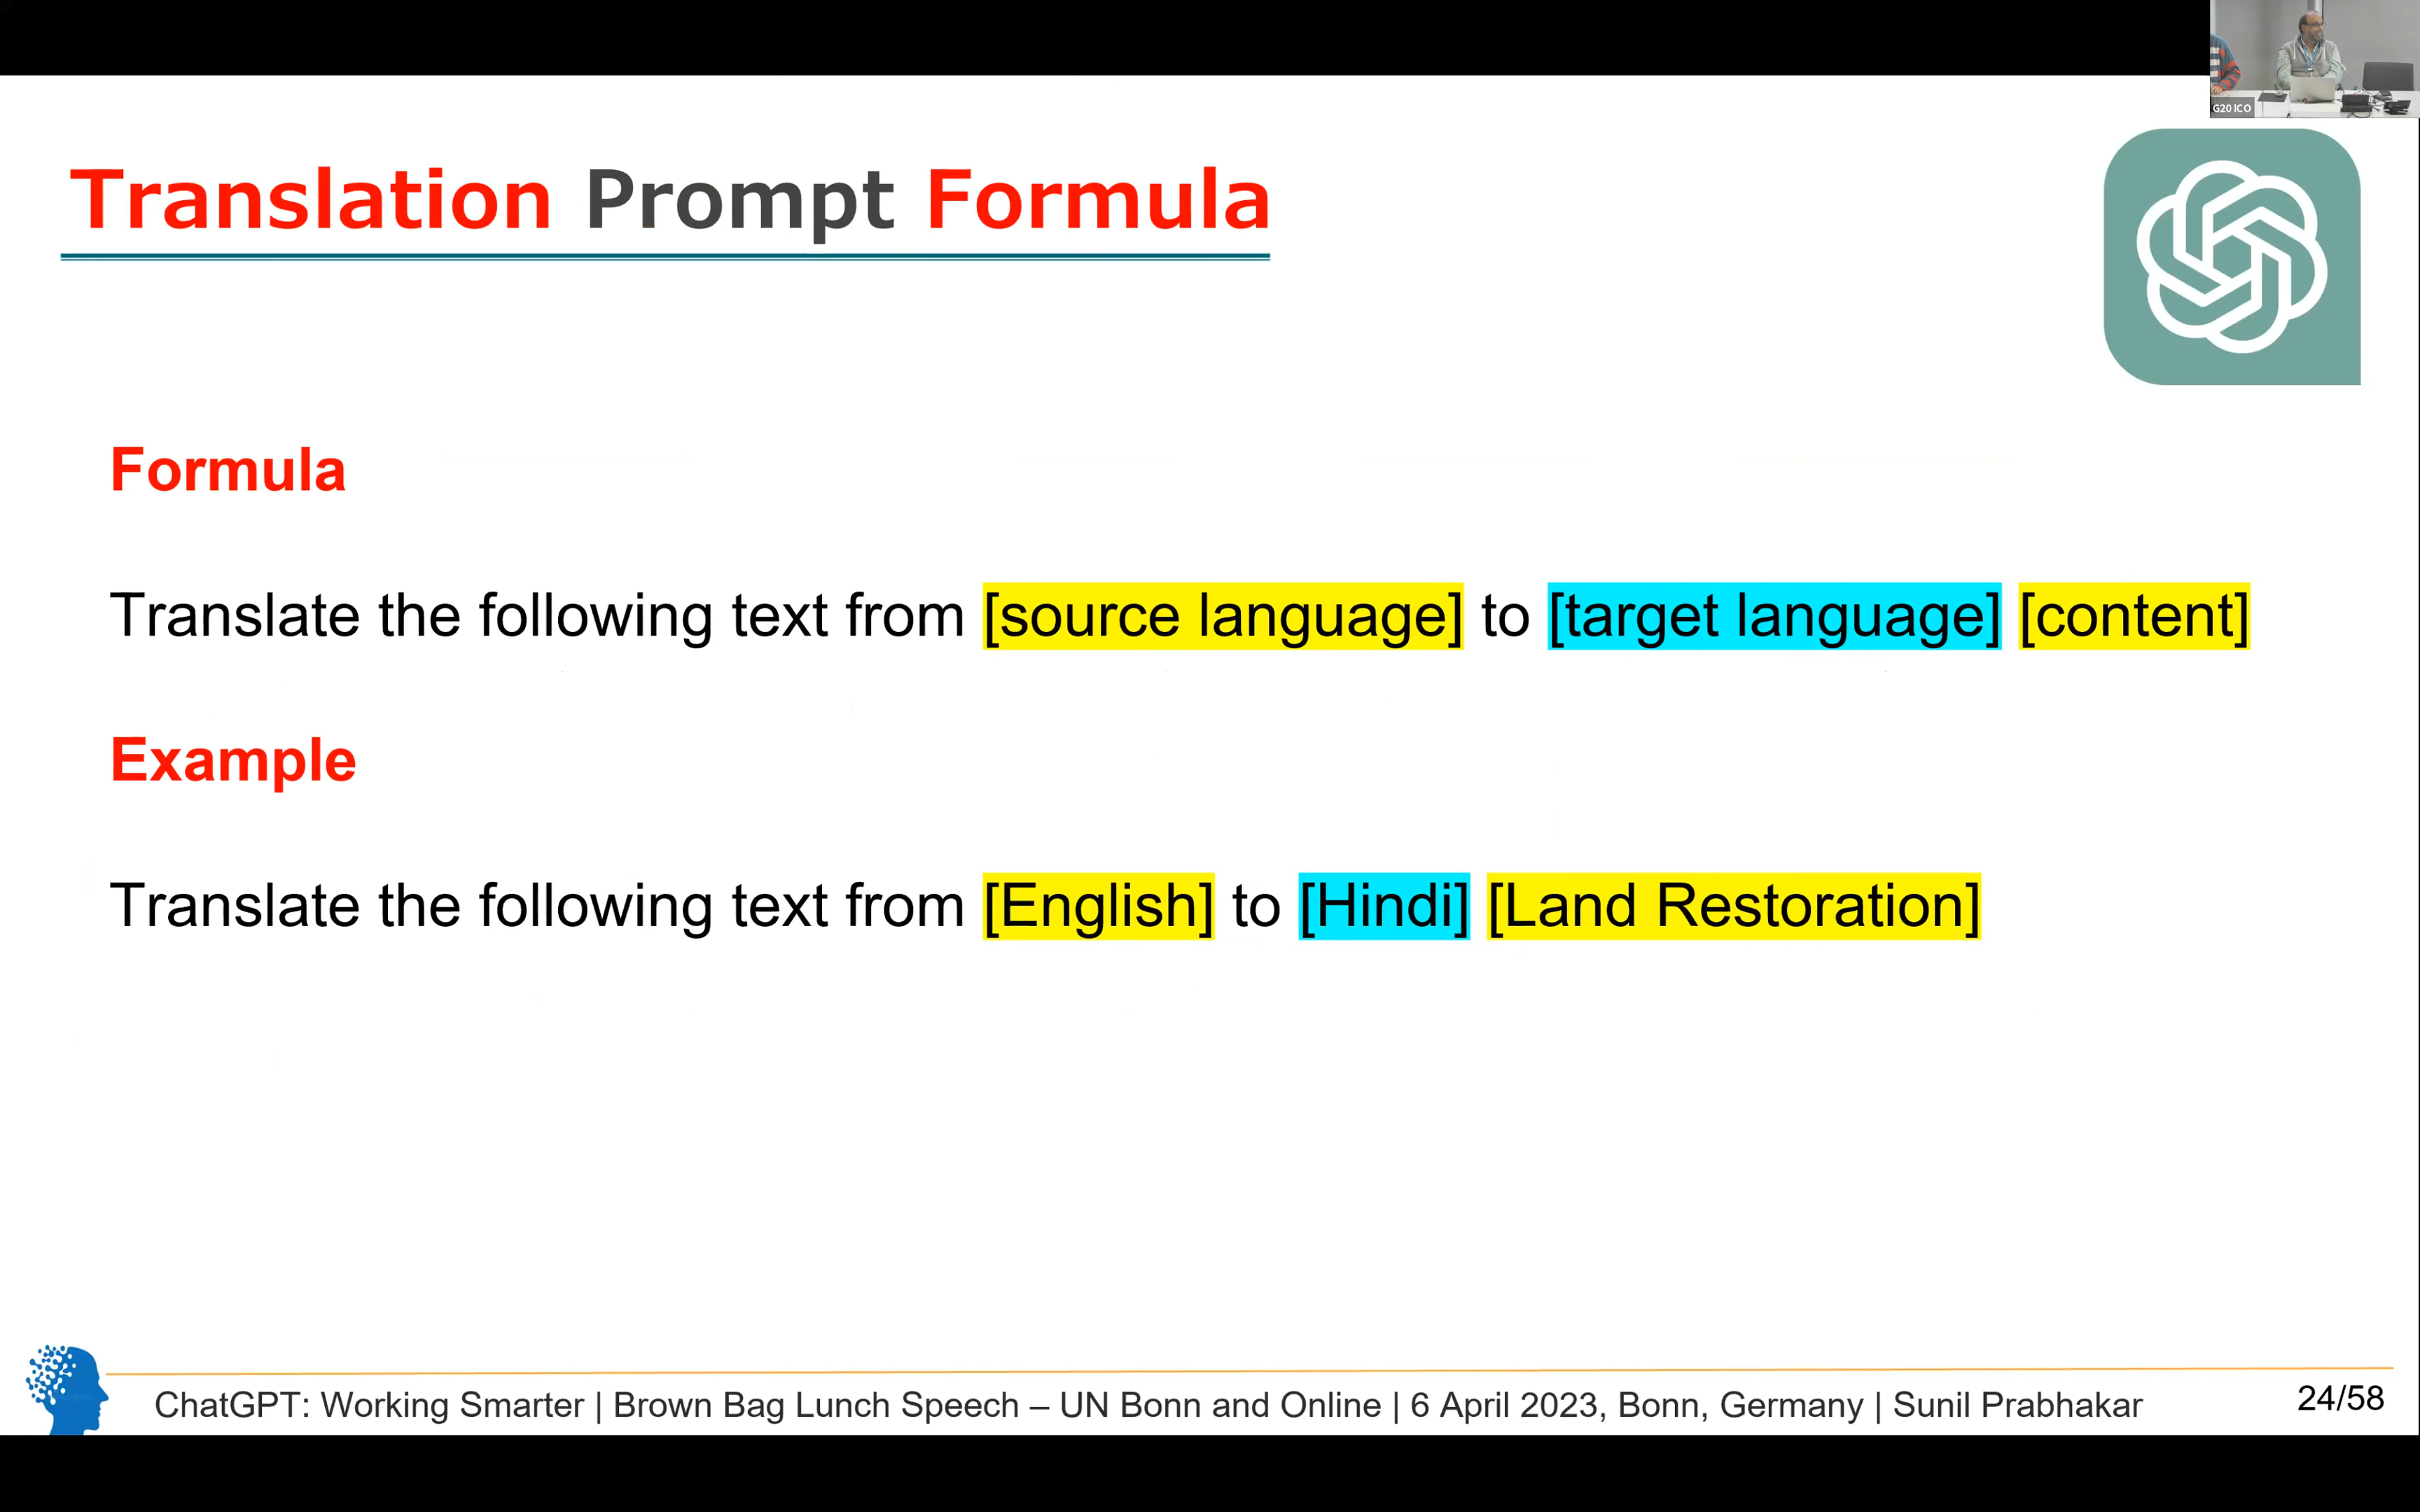 G20 ICO
Translation Prompt Formula
Formula
Translate the following text from [source language] to [target language] [content]
Example
Translate the following text from [English] to [Hindi] [Land Restoration]
ChatGPT: Working Smarter | Brown Bag Lunch Speech – UN Bonn and Online | 6 April 2023, Bonn, Germany | Sunil Prabhakar
24/58